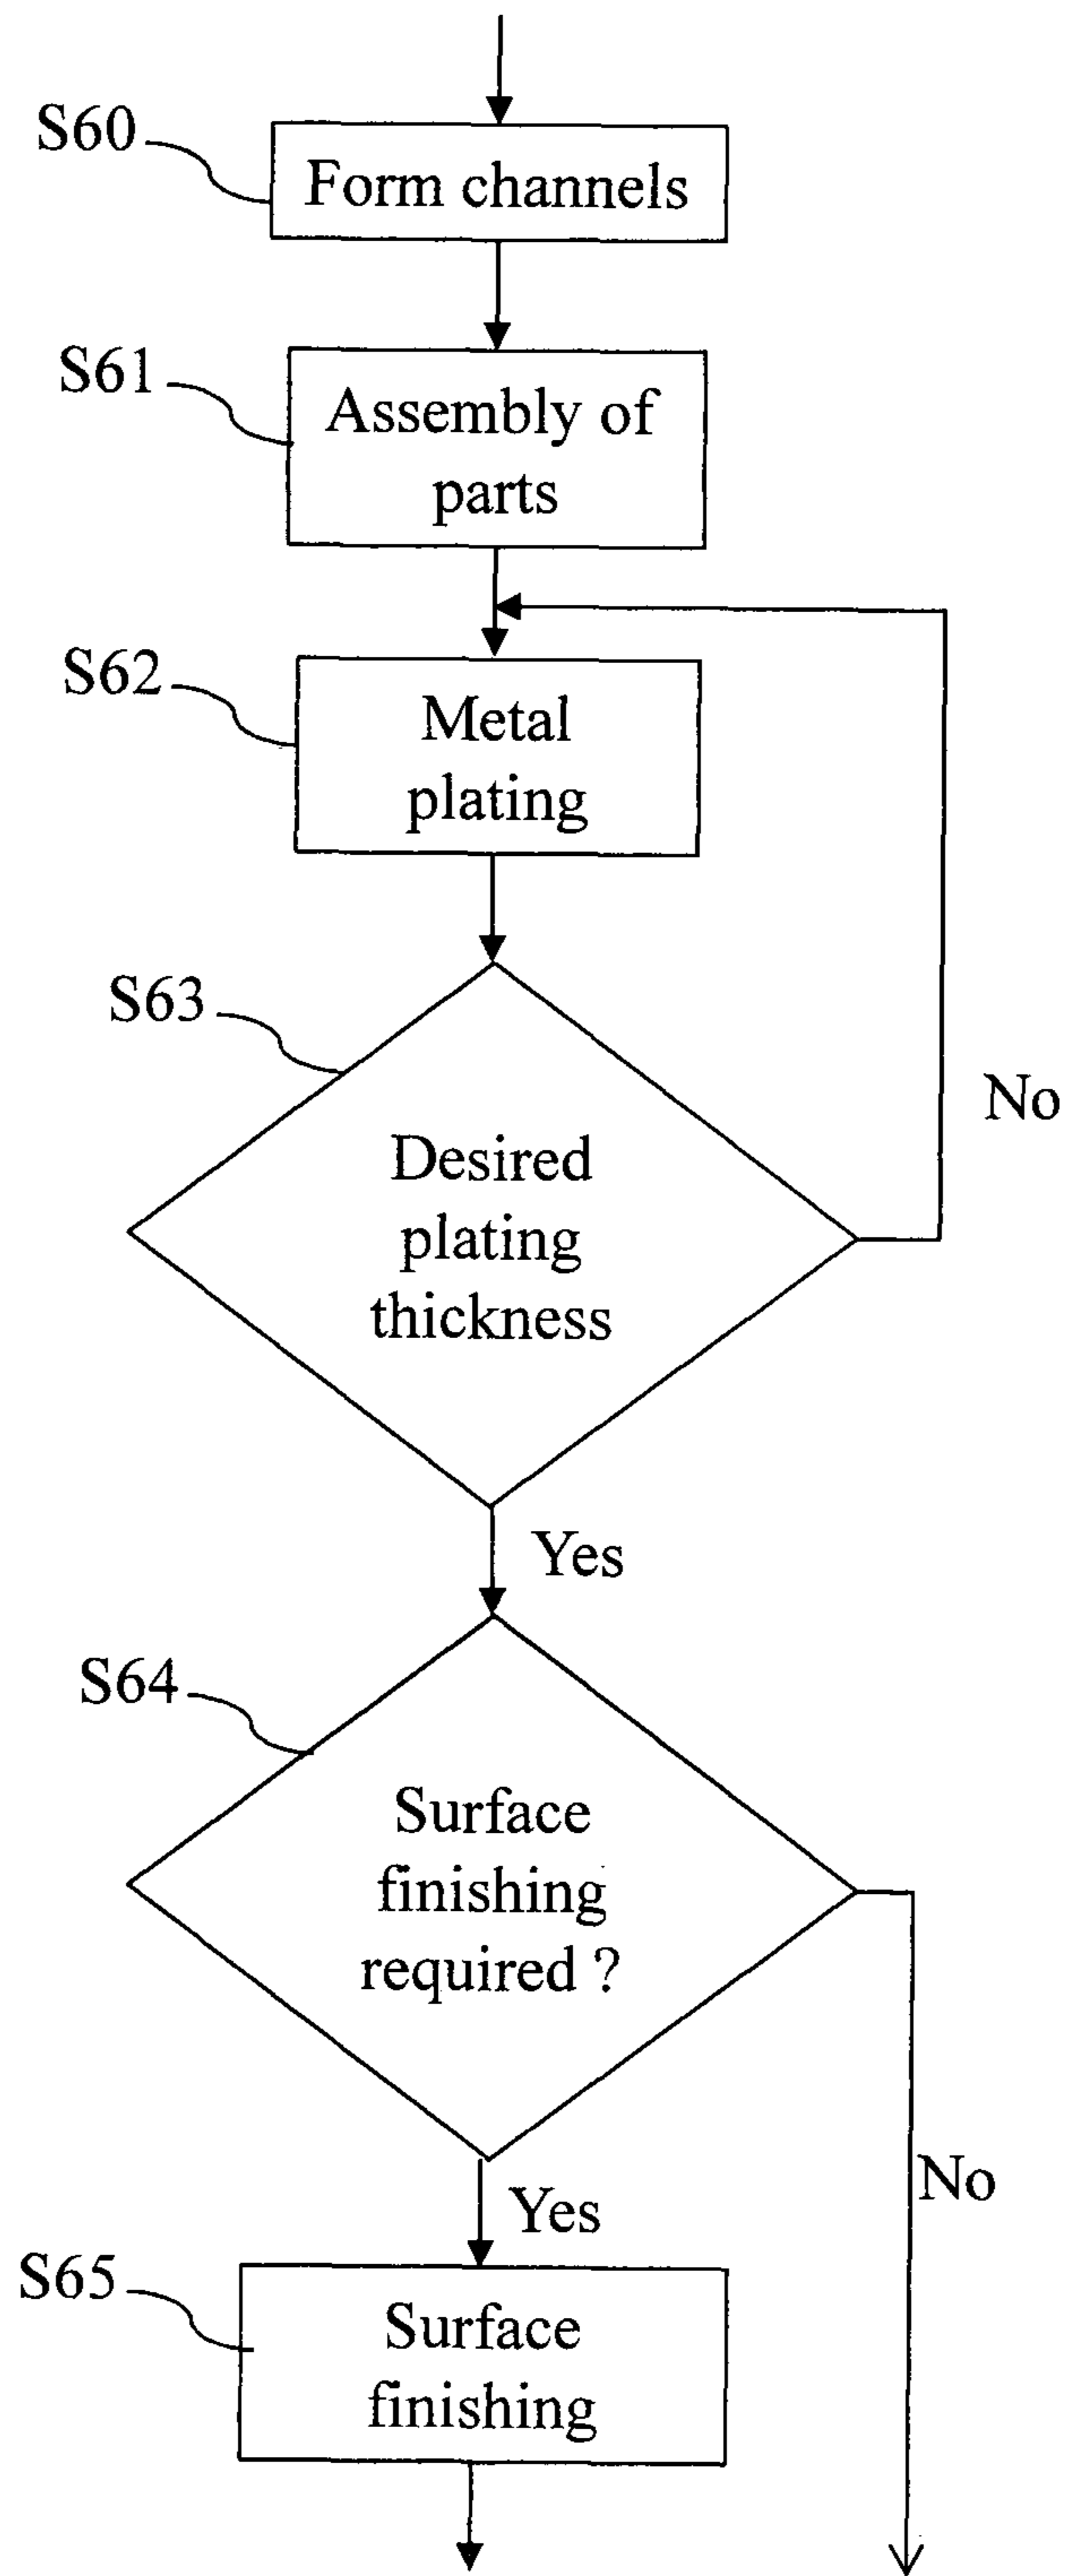 S60
Form channels
S61
Assembly of
parts
S62
Metal
plating
S63
Desired
plating
thickness
No
Yes
S64
Surface
finishing
required ?
No
Yes
S65
Surface
finishing